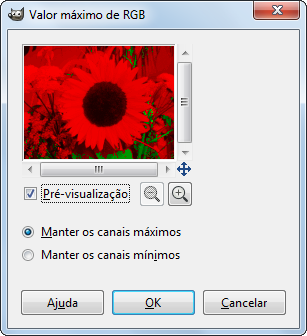 Valor máximo de RGB
Pré-visualização
Manter os canais máximos
Manter os canais mínimos
Ajuda
OK
Cancelar